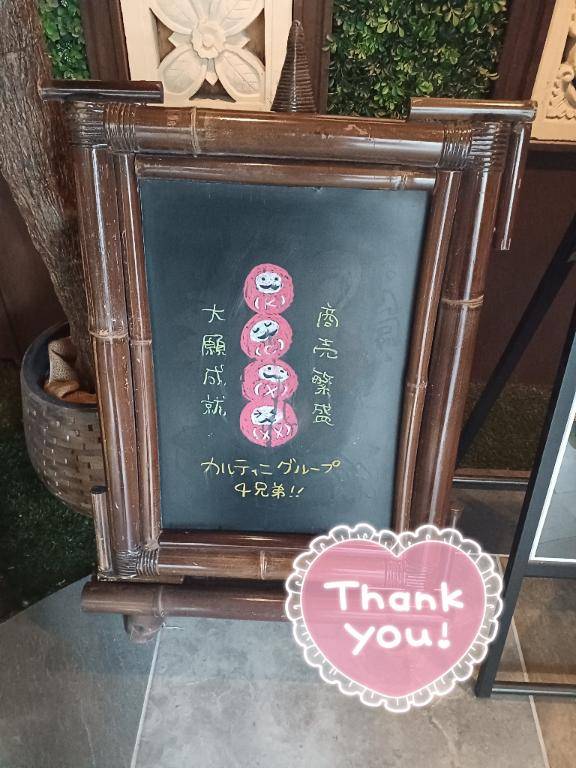 商売繁盛
大願成就
(K)
(C)
(X)
(XX)
カルティニグループ
4兄弟!!
Thank
you!